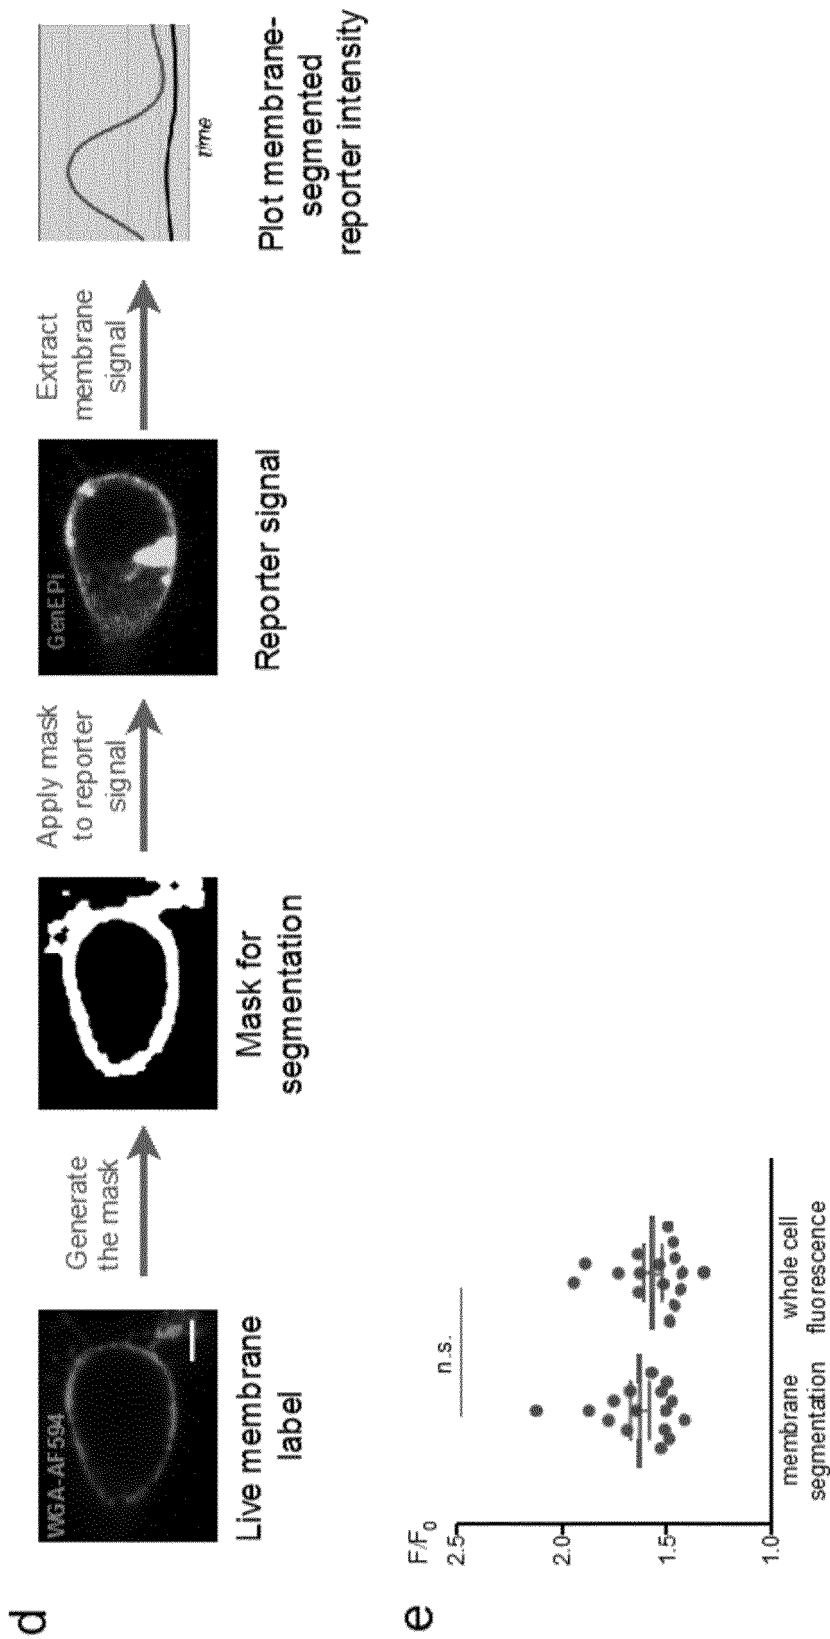 d
WGA-AF594
Live membrane
label
Generate
the mask
Mask for
segmentation
Apply mask
to reporter
signal
GenEPi
Reporter signal
Extract
membrane
signal
time
Plot membrane-
segmented
reporter intensity
e
F/F0
2.5
2.0
1.5
1.0
n.s.
membrane
segmentation
whole cell
fluorescence